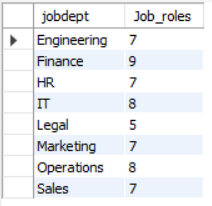 jobdept Job_roles
Engineering 7
Finance 9
HR 7
IT 8
Legal 5
Marketing 7
Operations 8
Sales 7